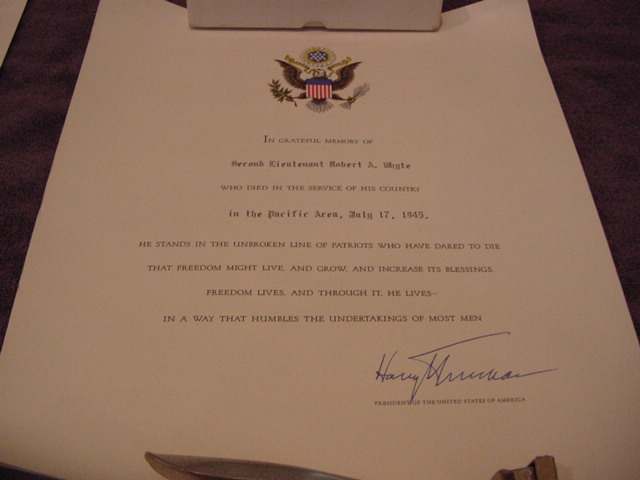 IN GRATEFUL MEMORY OF
Second Lieutenant Robert A. Whyte
WHO DIED IN THE SERVICE OF HIS COUNTRY
in the Pacific Area, July 17, 1945.
HE STANDS IN THE UNBROKEN LINE OF PATRIOTS WHO HAVE DARED TO DIE
THAT FREEDOM MIGHT LIVE, AND GROW, AND INCREASE ITS BLESSINGS.
FREEDOM LIVES, AND THROUGH IT, HE LIVES—
IN A WAY THAT HUMBLES THE UNDERTAKINGS OF MOST MEN
Harry Truman
PRESIDENT OF THE UNITED STATES OF AMERICA